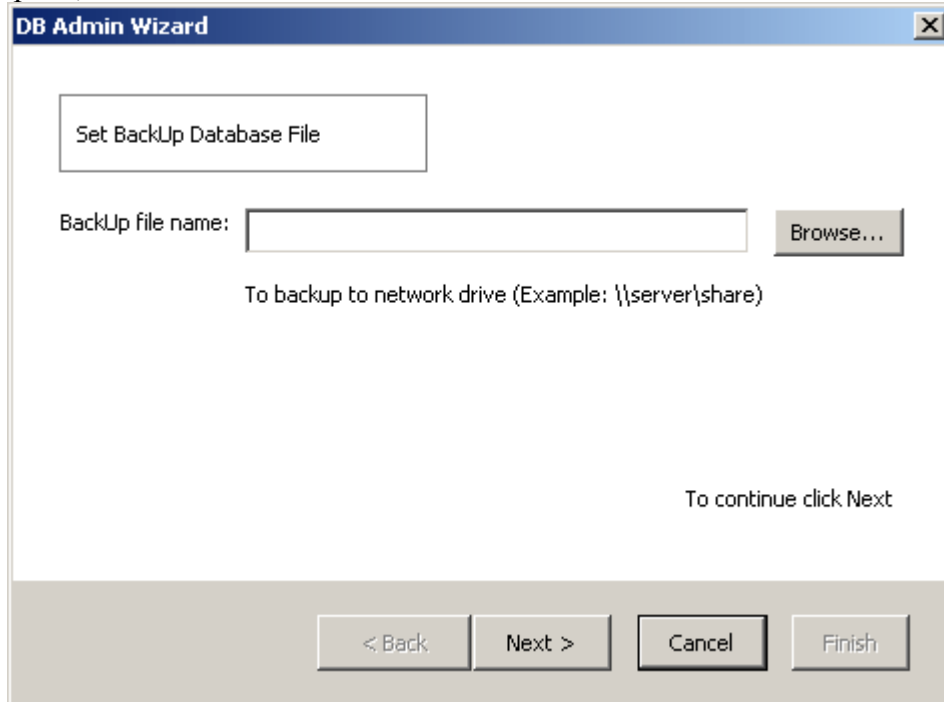 DB Admin Wizard
Set BackUp Database File
BackUp file name:
Browse...
To backup to network drive (Example: \\server\share)
To continue click Next
< Back
Next >
Cancel
Finish